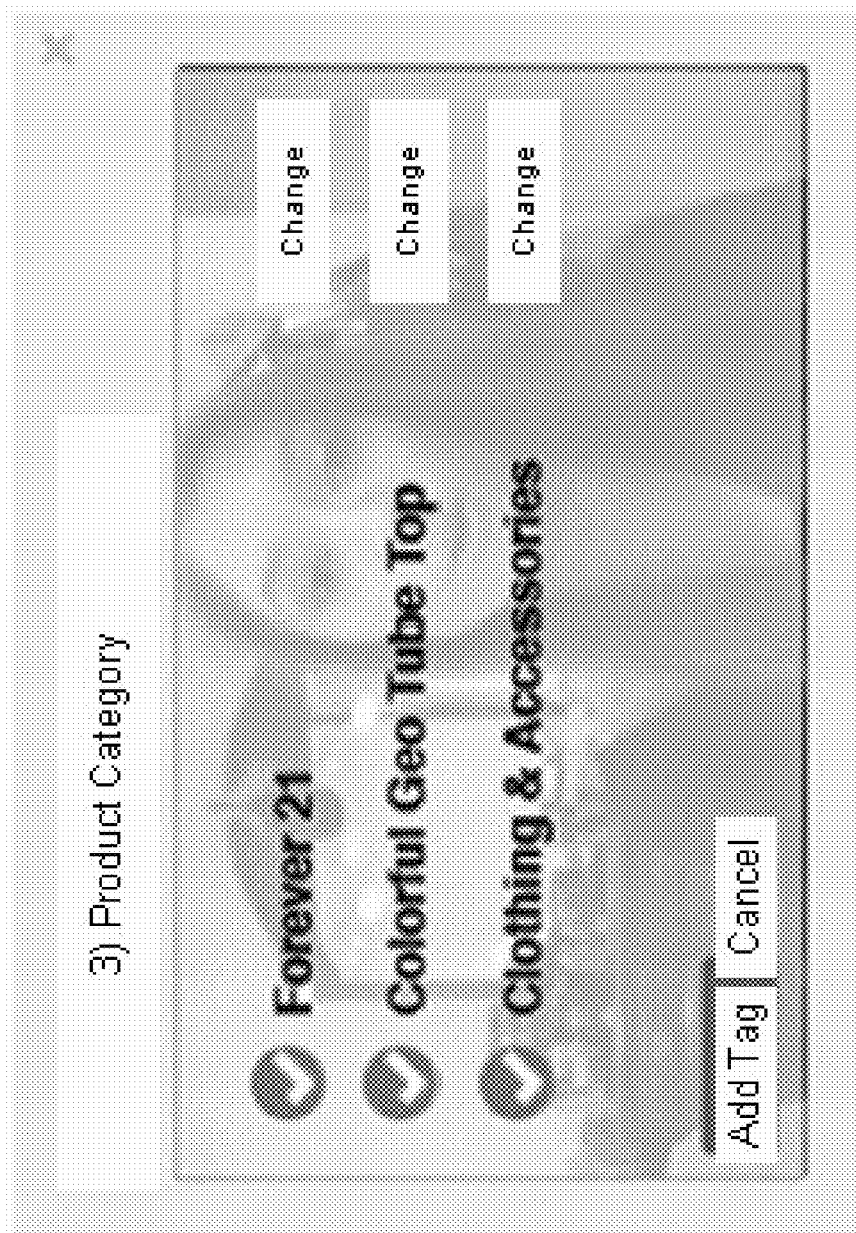 X
3) Product Category
Forever 21 Change
Colorful Geo Tube Top Change
Clothing & Accessories Change
Add Tag Cancel